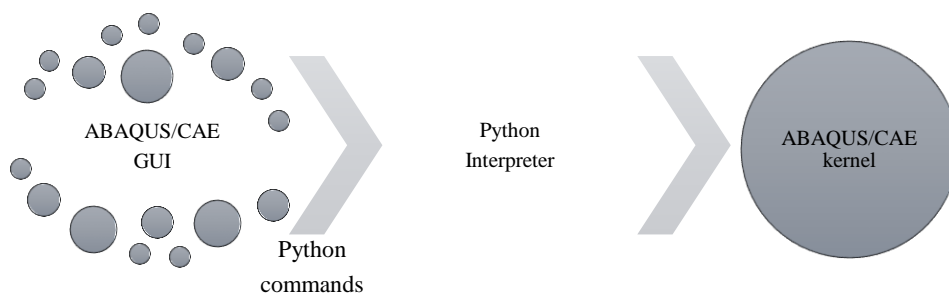 ABAQUS/CAE
GUI
Python
commands
Python
Interpreter
ABAQUS/CAE
kernel